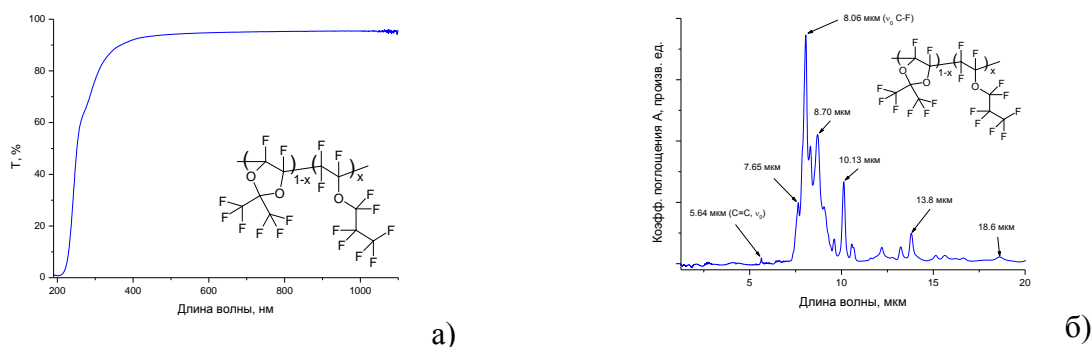 T, %
100
80
60
40
20
0
200
400
600
800
1000
Длина волны, нм
F
F
O
O
1-x
F
F
F
F
F
F
F
F
F
F
x
O
F
F
F
F
F
F
F
а)
Коэфф. поглощения A, произв. ед.
8.06 мкм (ν₀ C-F)
8.70 мкм
7.65 мкм
10.13 мкм
5.64 мкм (C=C, ν₀)
13.8 мкм
18.6 мкм
5
10
15
20
Длина волны, мкм
F
F
O
O
1-x
F
F
F
F
F
F
F
F
F
F
x
O
F
F
F
F
F
F
F
б)